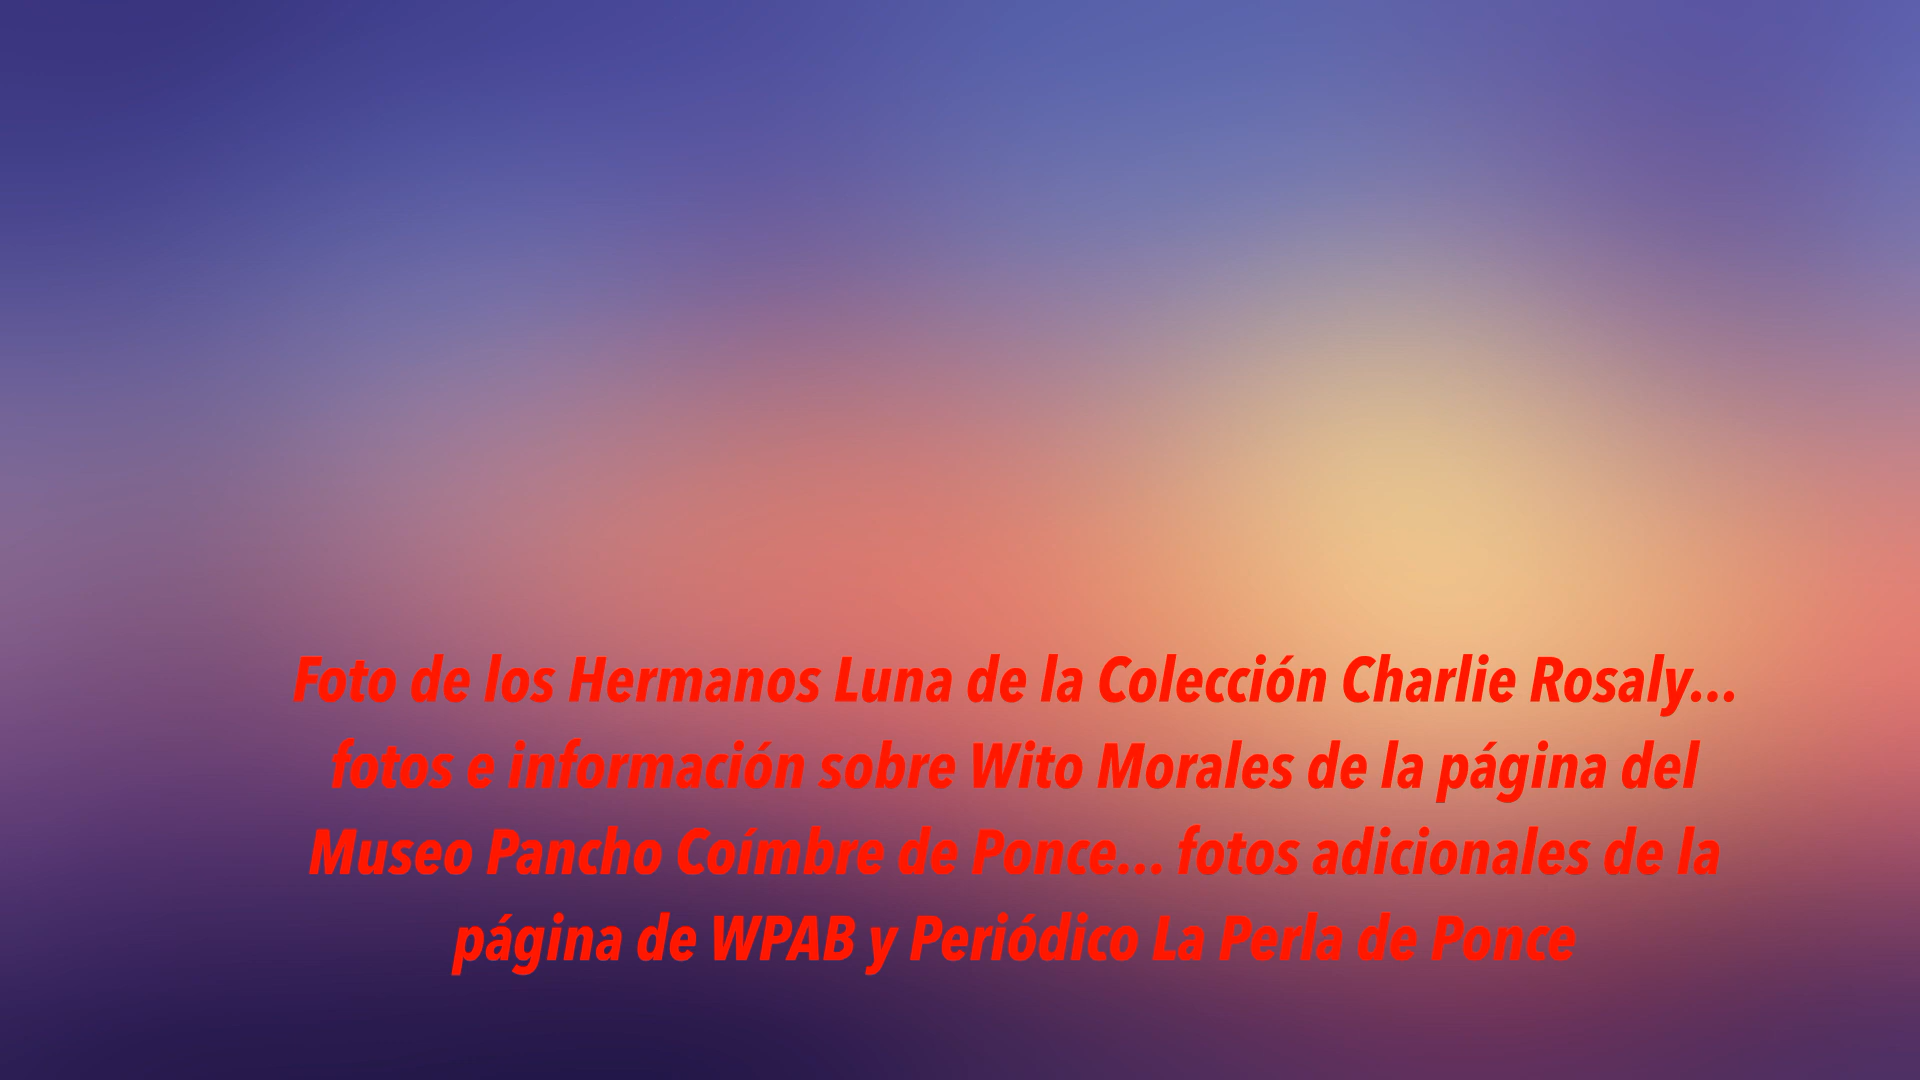 Foto de los Hermanos Luna de la Colección Charlie Rosaly...
fotos e información sobre Wito Morales de la página del
Museo Pancho Coímbre de Ponce... fotos adicionales de la
página de WPAB y Periódico La Perla de Ponce